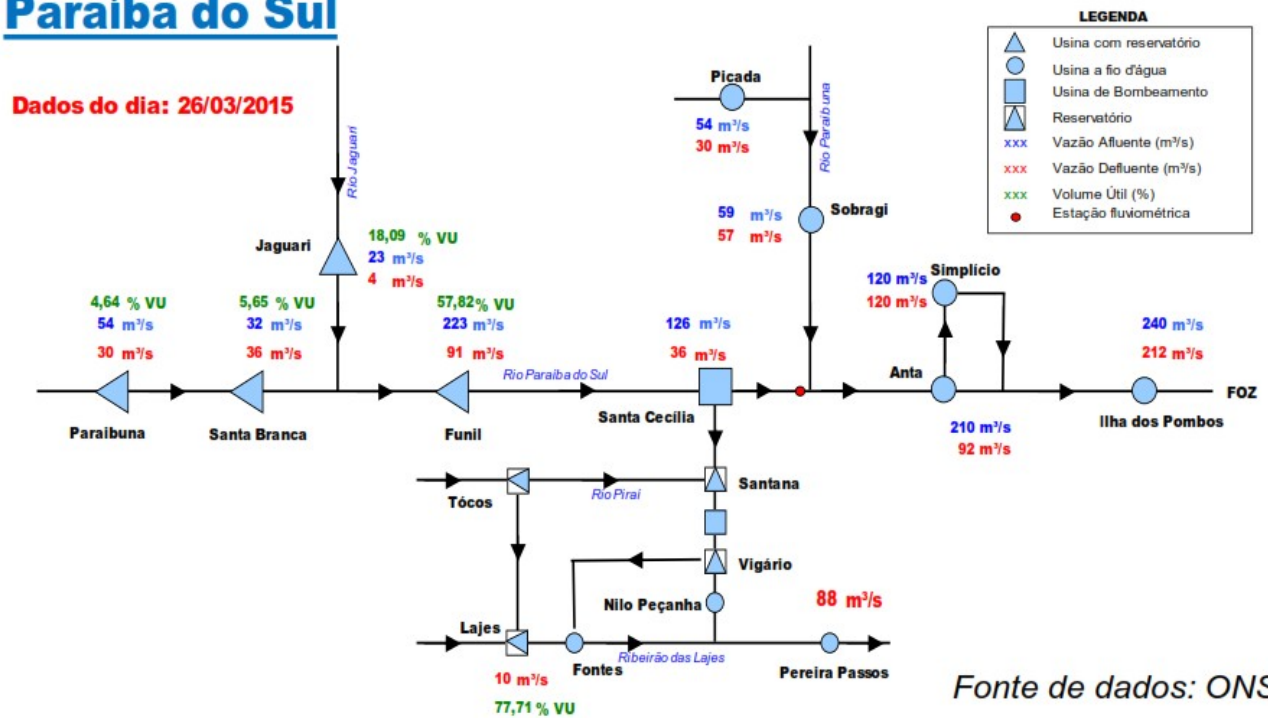 Paraíba do Sul
Dados do dia: 26/03/2015
LEGENDA
Usina com reservatório
Usina a fio d'água
Usina de Bombeamento
Reservatório
xxx Vazão Afluente (m³/s)
xxx Vazão Defluente (m³/s)
xxx Volume Útil (%)
Estação fluviométrica
Rio Jaguari
Picada
54 m³/s
30 m³/s
Rio Paraibuna
59 m³/s
57 m³/s
Sobragi
Jaguari
18,09 % VU
23 m³/s
4 m³/s
Simplício
120 m³/s
120 m³/s
4,64 % VU
54 m³/s
30 m³/s
Paraibuna
5,65 % VU
32 m³/s
36 m³/s
Santa Branca
57,82% VU
223 m³/s
91 m³/s
Funil
Rio Paraiba do Sul
126 m³/s
36 m³/s
Santa Cecília
Anta
210 m³/s
92 m³/s
240 m³/s
212 m³/s
Ilha dos Pombos
FOZ
Tócos
Rio Piraí
Santana
Vigário
Nilo Peçanha
88 m³/s
Lajes
10 m³/s
77,71 % VU
Fontes
Ribeirão das Lajes
Pereira Passos
Fonte de dados: ONS